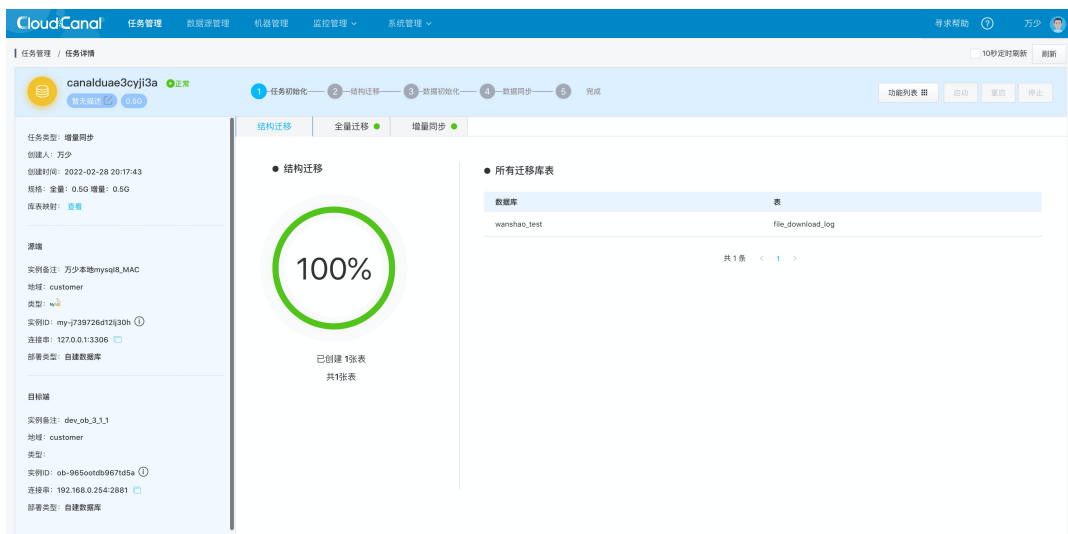 CloudCanal 任务管理 数据源管理 机器管理 监控管理 系统管理 寻求帮助 ? 万少
任务管理 / 任务详情 10秒定时刷新 刷新
canalduae3cyji3a 正常
暂无描述 0.5G
1 任务初始化 2 结构迁移 3 数据初始化 4 数据同步 5 完成
功能列表 启动 重启 停止
任务类型: 增量同步
创建人: 万少
创建时间: 2022-02-28 20:17:43
规格: 全量: 0.5G 增量: 0.5G
库表映射: 查看
源端
实例备注: 万少本地mysql8_MAC
地域: customer
类型:
实例ID: my-j739726d12lj30h
连接串: 127.0.0.1:3306
部署类型: 自建数据库
目标端
实例备注: dev_ob_3_1_1
地域: customer
类型:
实例ID: ob-965ootdb967td5a
连接串: 192.168.0.254:2881
部署类型: 自建数据库
结构迁移 全量迁移 增量同步
结构迁移
100%
已创建 1张表
共1张表
所有迁移库表
数据库 表
wanshao_test file_download_log
共 1 条 < 1 >